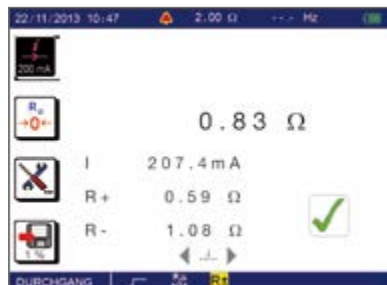 22/11/2013 10:47 2.00 Ω --.- Hz
200 mA
0.83 Ω
I 207.4mA
R+ 0.59 Ω
R- 1.08 Ω
1 %
DURCHGANG R±